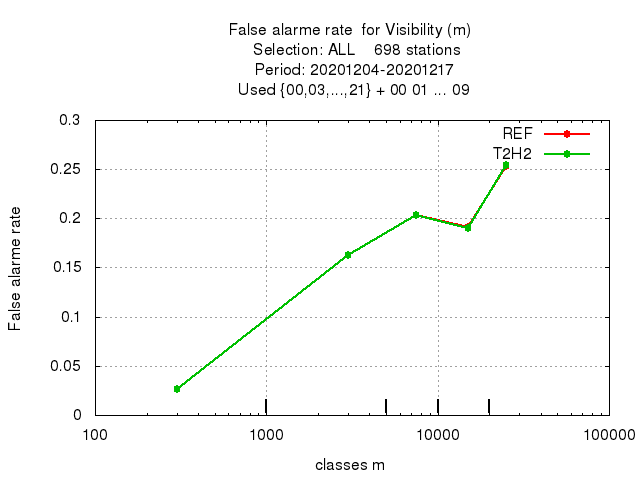 False alarme rate  for Visibility (m)
Selection: ALL    698 stations
Period: 20201204-20201217
Used {00,03,...,21} + 00 01 ... 09
REF
T2H2
0.3
0.25
0.2
0.15
0.1
0.05
0
False alarme rate
100
1000
10000
100000
classes m